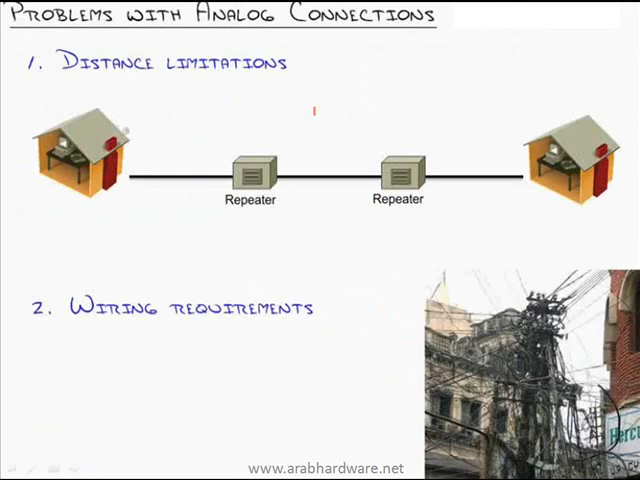 Problems with Analog Connections
1. Distance limitations
Repeater
Repeater
2. Wiring requirements
www.arabhardware.net